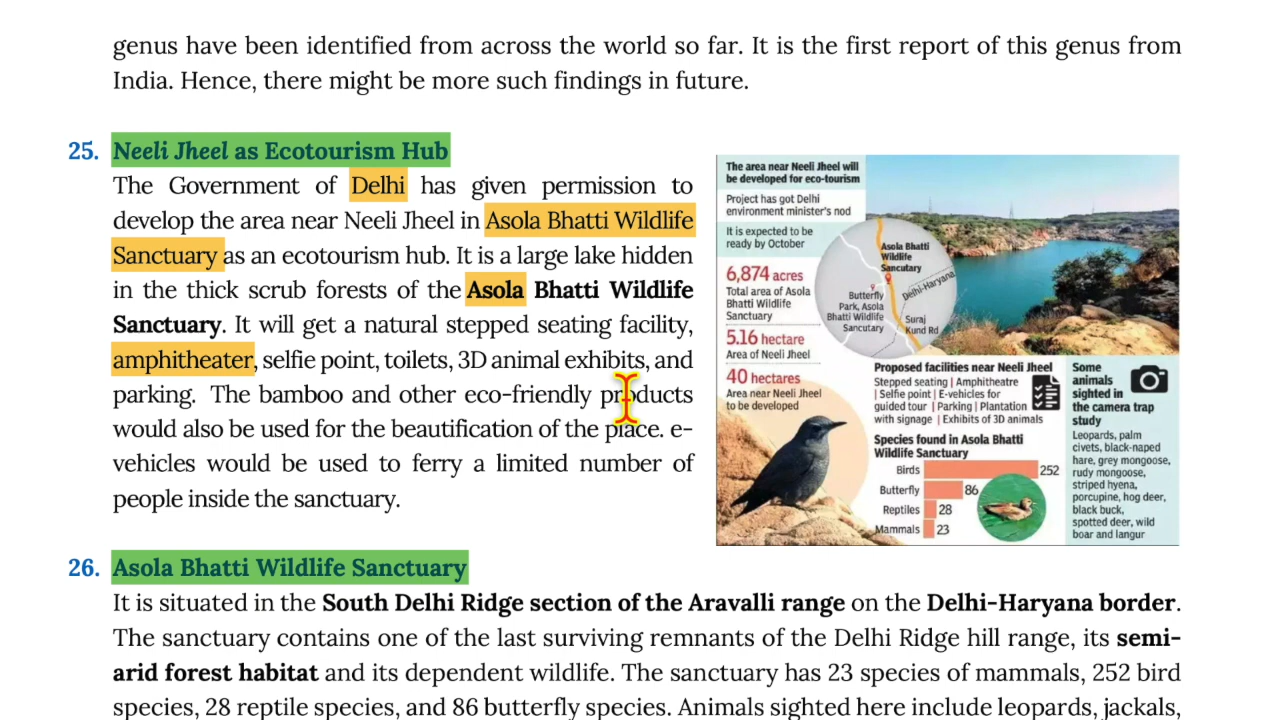 genus have been identified from across the world so far. It is the first report of this genus from
India. Hence, there might be more such findings in future.
25. Neeli Jheel as Ecotourism Hub
The Government of Delhi has given permission to
develop the area near Neeli Jheel in Asola Bhatti Wildlife
Sanctuary as an ecotourism hub. It is a large lake hidden
in the thick scrub forests of the Asola Bhatti Wildlife
Sanctuary. It will get a natural stepped seating facility,
amphitheater, selfie point, toilets, 3D animal exhibits, and
parking. The bamboo and other eco-friendly products
would also be used for the beautification of the place. e-
vehicles would be used to ferry a limited number of
people inside the sanctuary.
The area near Neeli Jheel will
be developed for eco-tourism
Project has got Delhi
environment minister's nod
It is expected to be
ready by October
6,874 acres
Total area of Asola
Bhatti Wildlife
Sanctuary
5.16 hectare
Area of Neeli Jheel
40 hectares
Area near Neeli Jheel
to be developed
Asola Bhatti
Wildlife
Sancutary
Delhi-Haryana
Butterfly
Park, Asola
Bhatti Wildlife
Sancutary
Suraj
Kund Rd
Proposed facilities near Neeli Jheel
Stepped seating | Amphitheatre
| Selfie point | E-vehicles for
guided tour | Parking | Plantation
with signage | Exhibits of 3D animals
Species found in Asola Bhatti
Wildlife Sanctuary
Birds 252
Butterfly 86
Reptiles 28
Mammals 23
Some
animals
sighted in
the camera trap
study
Leopards, palm
civets, black-naped
hare, grey mongoose,
rudy mongoose,
striped hyena,
porcupine, hog deer,
black buck,
spotted deer, wild
boar and langur
26. Asola Bhatti Wildlife Sanctuary
It is situated in the South Delhi Ridge section of the Aravalli range on the Delhi-Haryana border.
The sanctuary contains one of the last surviving remnants of the Delhi Ridge hill range, its semi-
arid forest habitat and its dependent wildlife. The sanctuary has 23 species of mammals, 252 bird
species, 28 reptile species, and 86 butterfly species. Animals sighted here include leopards, jackals,